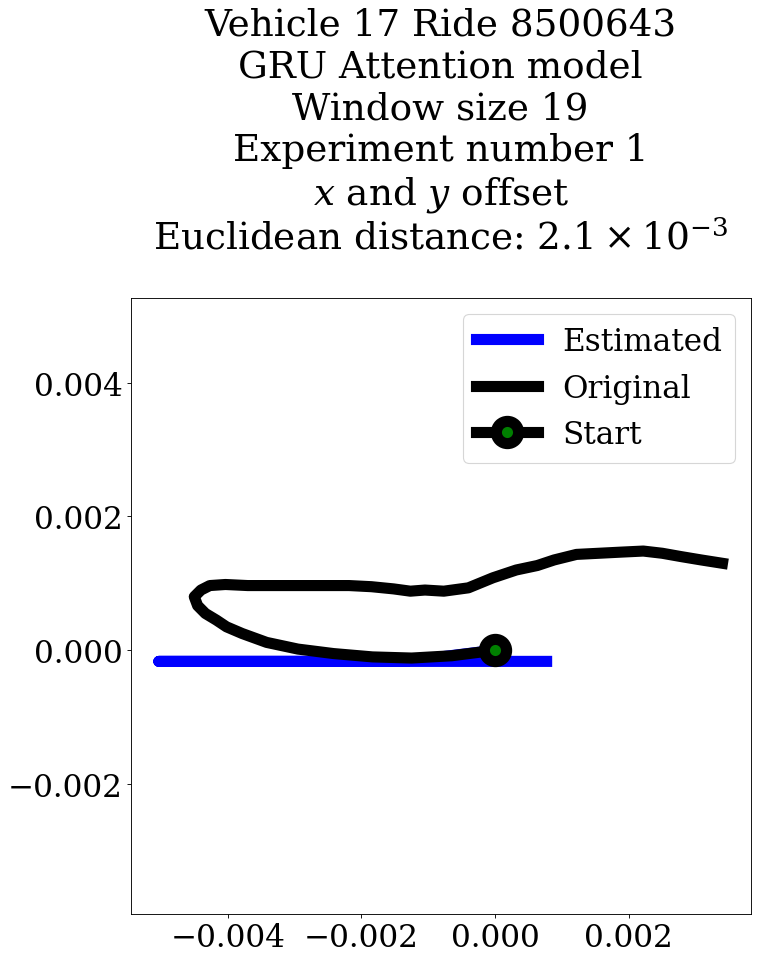 Vehicle 17 Ride 8500643
GRU Attention model
Window size 19
Experiment number 1
x and y offset
Euclidean distance: 2.1 × 10⁻³
Estimated
Original
Start
0.004
0.002
0.000
−0.002
−0.004 −0.002 0.000 0.002